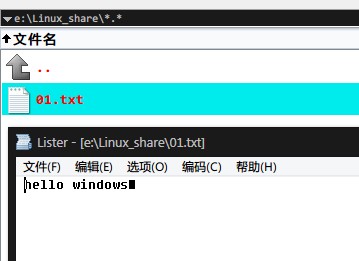 e:\Linux_share\*.*
文件名
..
01.txt
Lister - [e:\Linux_share\01.txt]
文件(F) 编辑(E) 选项(O) 编码(C) 帮助(H)
hello windows